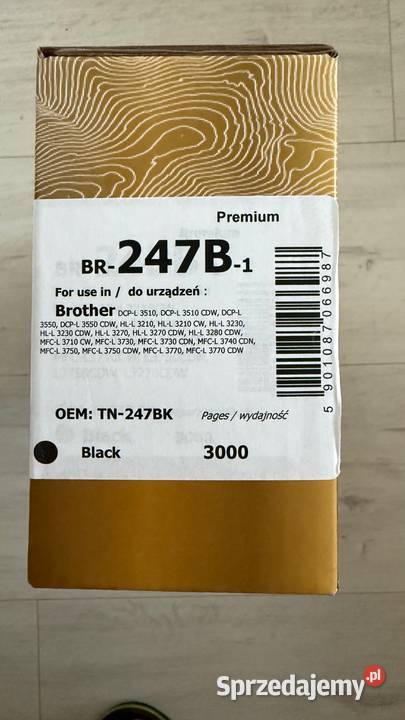 Premium
BR-247B-1
For use in / do urządzeń :
Brother DCP-L 3510, DCP-L 3510 CDW, DCP-L
3550, DCP-L 3550 CDW, HL-L 3210, HL-L 3210 CW, HL-L 3230,
HL-L 3230 CDW, HL-L 3270, HL-L 3270 CDW, HL-L 3280 CDW,
MFC-L 3710 CW, MFC-L 3730, MFC-L 3730 CDN, MFC-L 3740 CDN,
MFC-L 3750, MFC-L 3750 CDW, MFC-L 3770, MFC-L 3770 CDW
5901087066987
OEM: TN-247BK
Pages / wydajność
Black
3000
Sprzedajemy.pl